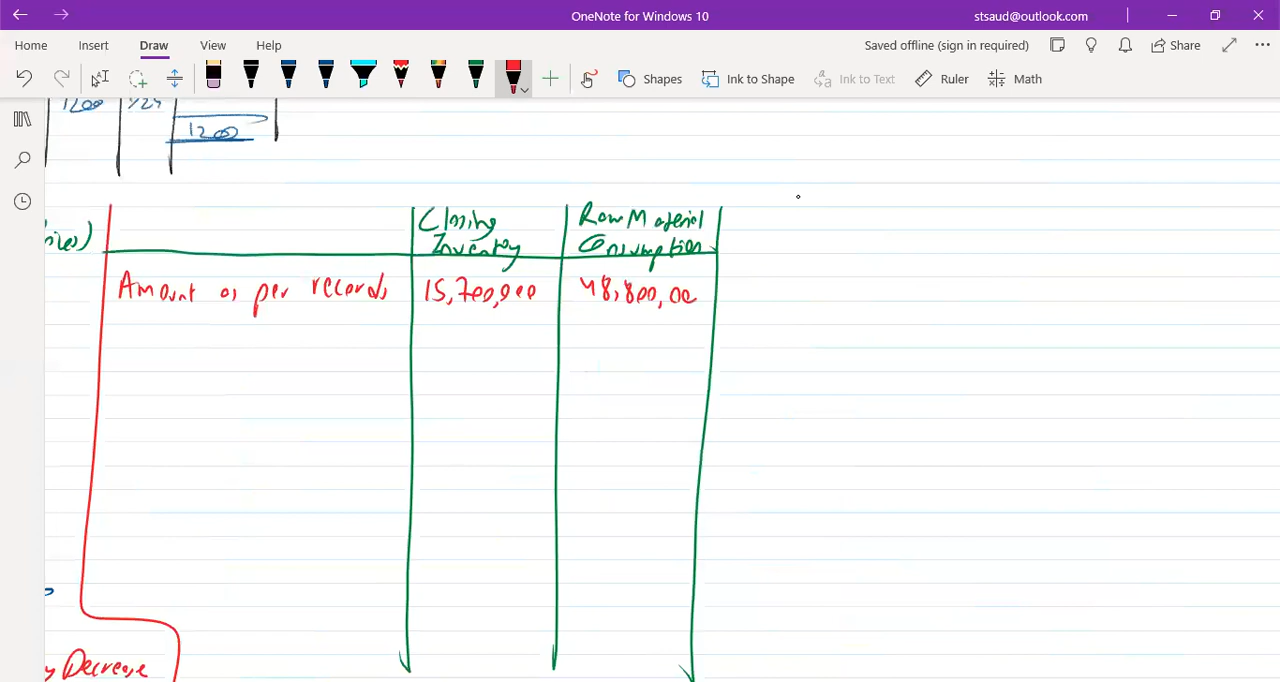 OneNote for Windows 10
stsaud@outlook.com
Home Insert Draw View Help
Saved offline (sign in required) Share
Shapes Ink to Shape Ink to Text Ruler Math
1200
1200
Closing Inventory
Raw Material Consumption
Amount as per records 15,700,000 48,800,00
Decrease